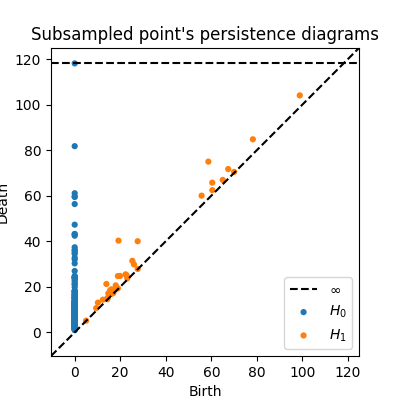 Subsampled point's persistence diagrams
120
100
80
60
40
20
0
Death
0 20 40 60 80 100 120
Birth
∞
H₀
H₁